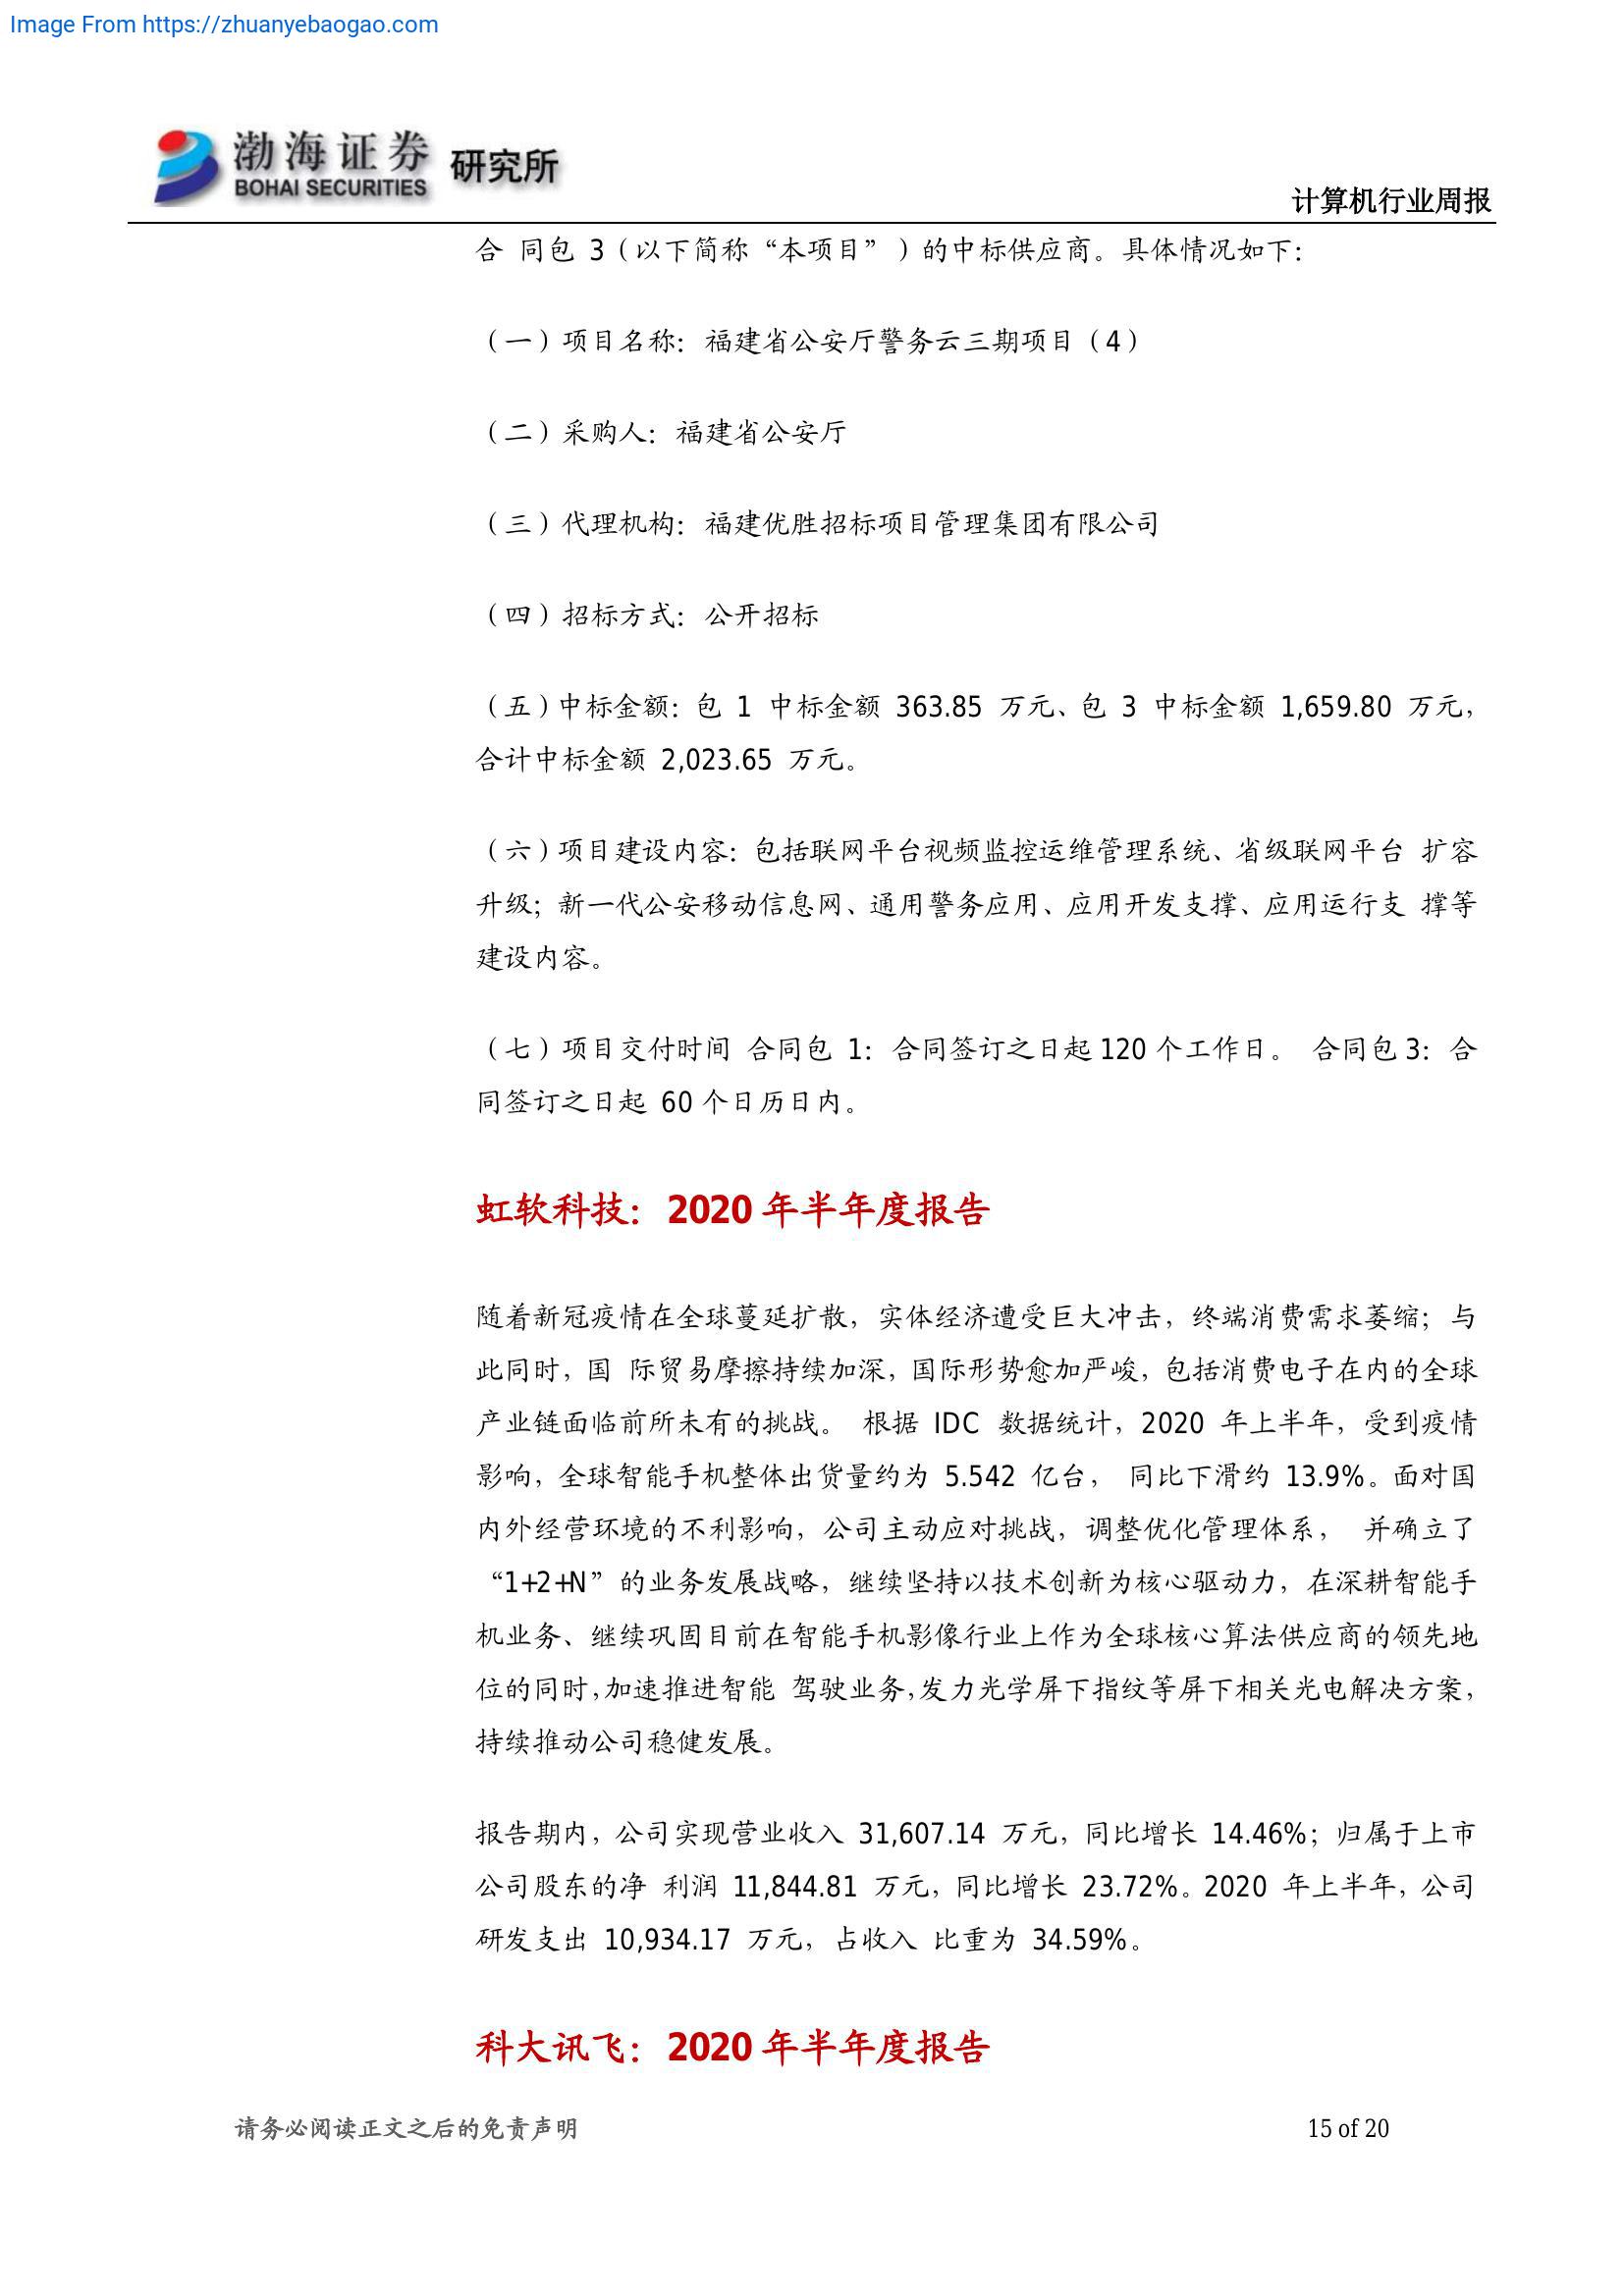 Image From https://zhuanyebaogao.com
渤海证券 研究所
BOHAI SECURITIES
计算机行业周报
合 同包 3（以下简称“本项目”）的中标供应商。具体情况如下：
（一）项目名称：福建省公安厅警务云三期项目（4）
（二）采购人：福建省公安厅
（三）代理机构：福建优胜招标项目管理集团有限公司
（四）招标方式：公开招标
（五）中标金额：包 1 中标金额 363.85 万元、包 3 中标金额 1,659.80 万元，
合计中标金额 2,023.65 万元。
（六）项目建设内容：包括联网平台视频监控运维管理系统、省级联网平台 扩容
升级；新一代公安移动信息网、通用警务应用、应用开发支撑、应用运行支 撑等
建设内容。
（七）项目交付时间 合同包 1：合同签订之日起 120 个工作日。 合同包 3：合
同签订之日起 60 个日历日内。
虹软科技：2020 年半年度报告
随着新冠疫情在全球蔓延扩散，实体经济遭受巨大冲击，终端消费需求萎缩；与
此同时，国 际贸易摩擦持续加深，国际形势愈加严峻，包括消费电子在内的全球
产业链面临前所未有的挑战。 根据 IDC 数据统计，2020 年上半年，受到疫情
影响，全球智能手机整体出货量约为 5.542 亿台， 同比下滑约 13.9%。面对国
内外经营环境的不利影响，公司主动应对挑战，调整优化管理体系， 并确立了
“1+2+N”的业务发展战略，继续坚持以技术创新为核心驱动力，在深耕智能手
机业务、继续巩固目前在智能手机影像行业上作为全球核心算法供应商的领先地
位的同时，加速推进智能 驾驶业务，发力光学屏下指纹等屏下相关光电解决方案，
持续推动公司稳健发展。
报告期内，公司实现营业收入 31,607.14 万元，同比增长 14.46%；归属于上市
公司股东的净 利润 11,844.81 万元，同比增长 23.72%。2020 年上半年，公司
研发支出 10,934.17 万元，占收入 比重为 34.59%。
科大讯飞：2020 年半年度报告
请务必阅读正文之后的免责声明
15 of 20